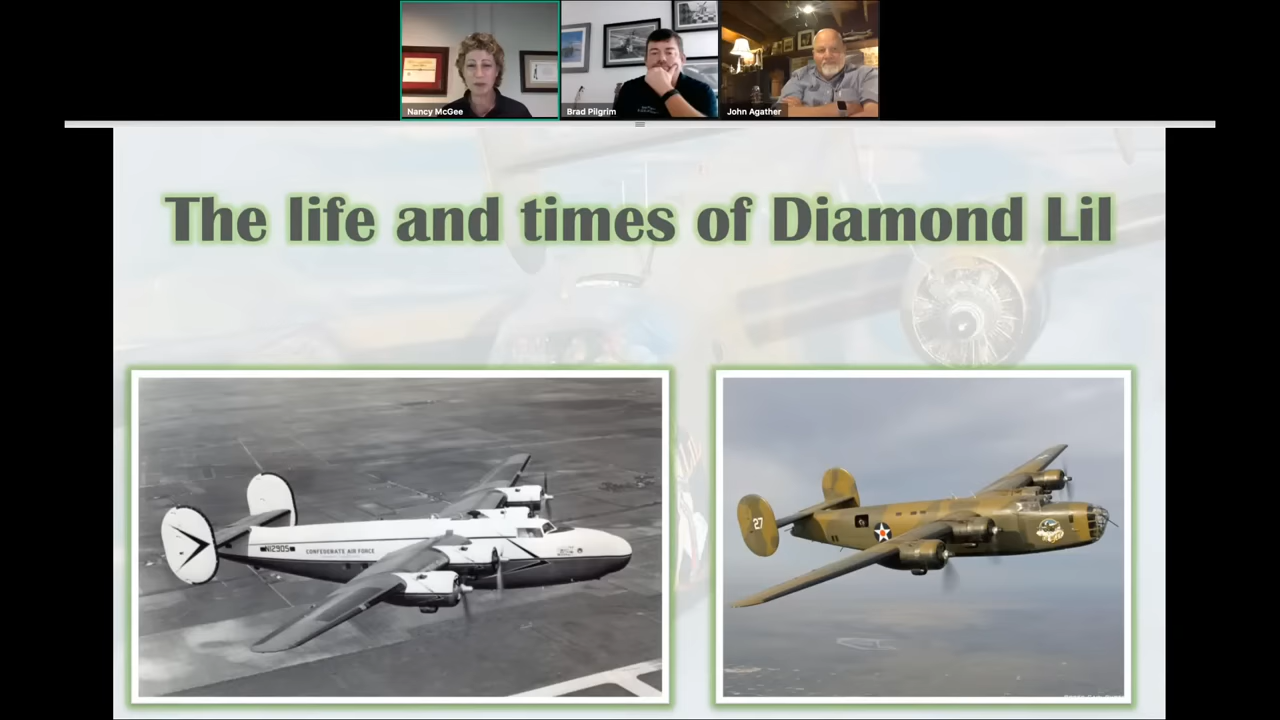 Nancy McGee
Brad Pilgrim
John Agather
The life and times of Diamond Lil
N12905
CONFEDERATE AIR FORCE
27